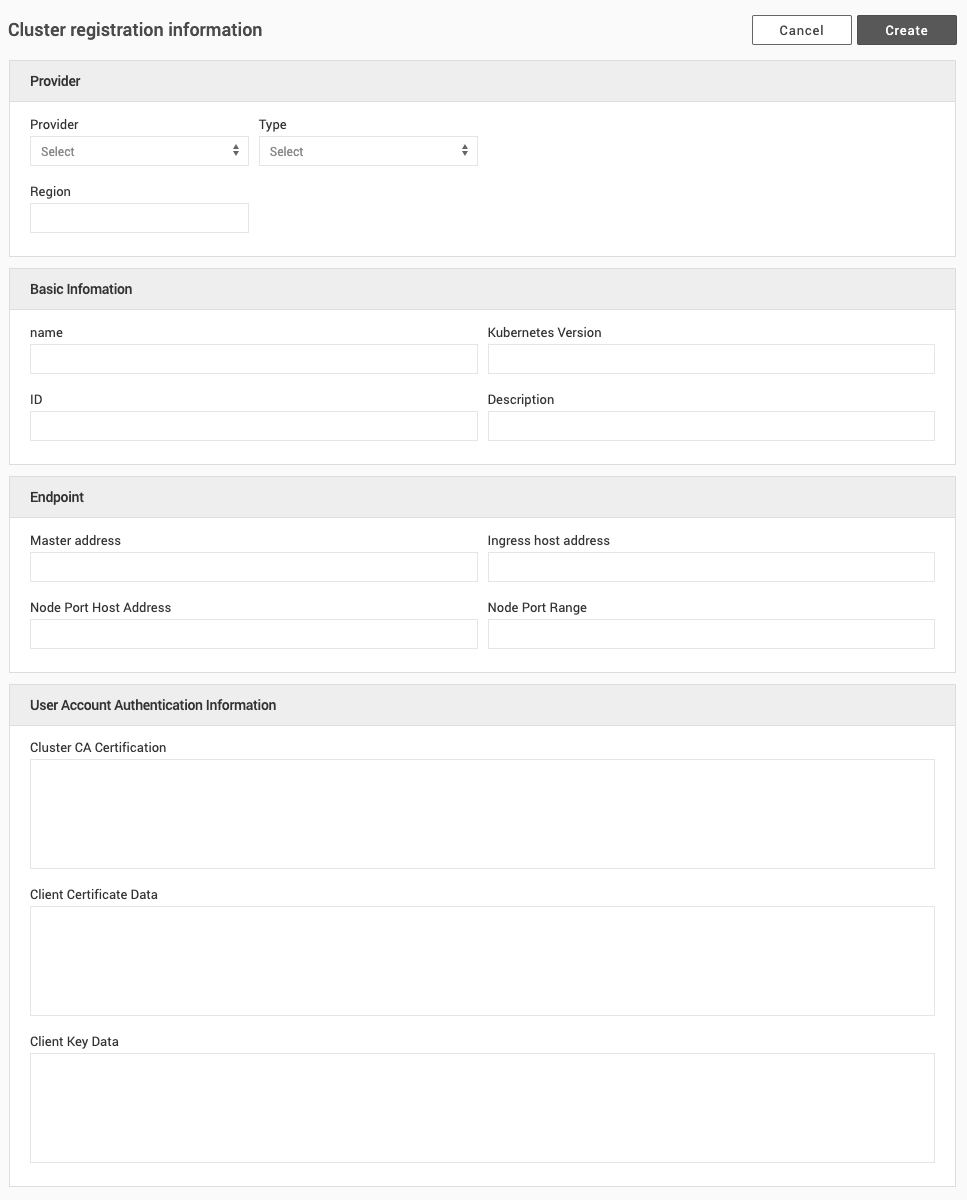 Cluster registration information
Cancel
Create
Provider
Provider
Type
Select
Select
Region
Basic Infomation
name
Kubernetes Version
ID
Description
Endpoint
Master address
Ingress host address
Node Port Host Address
Node Port Range
User Account Authentication Information
Cluster CA Certification
Client Certificate Data
Client Key Data